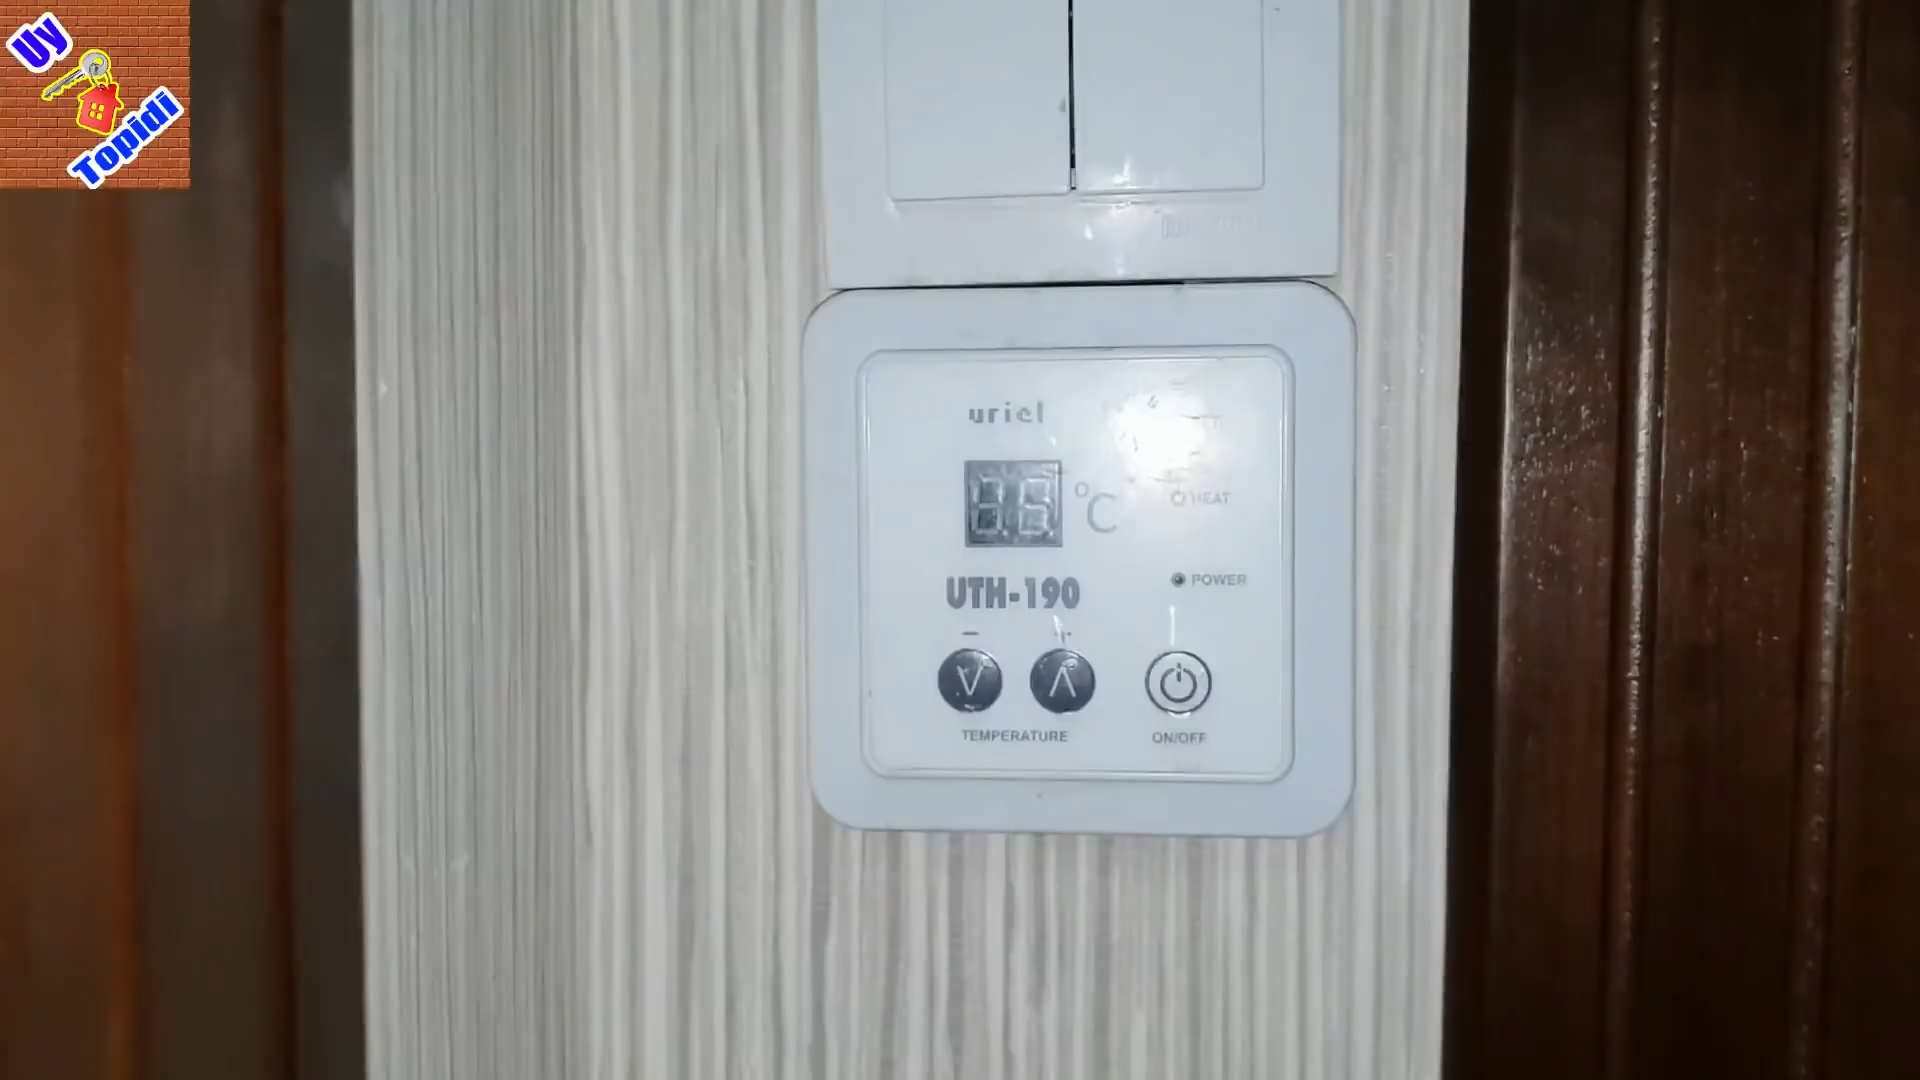 Uy
Topidi
uriel
°C
HEAT
UTH-190
POWER
- +
TEMPERATURE
ON/OFF